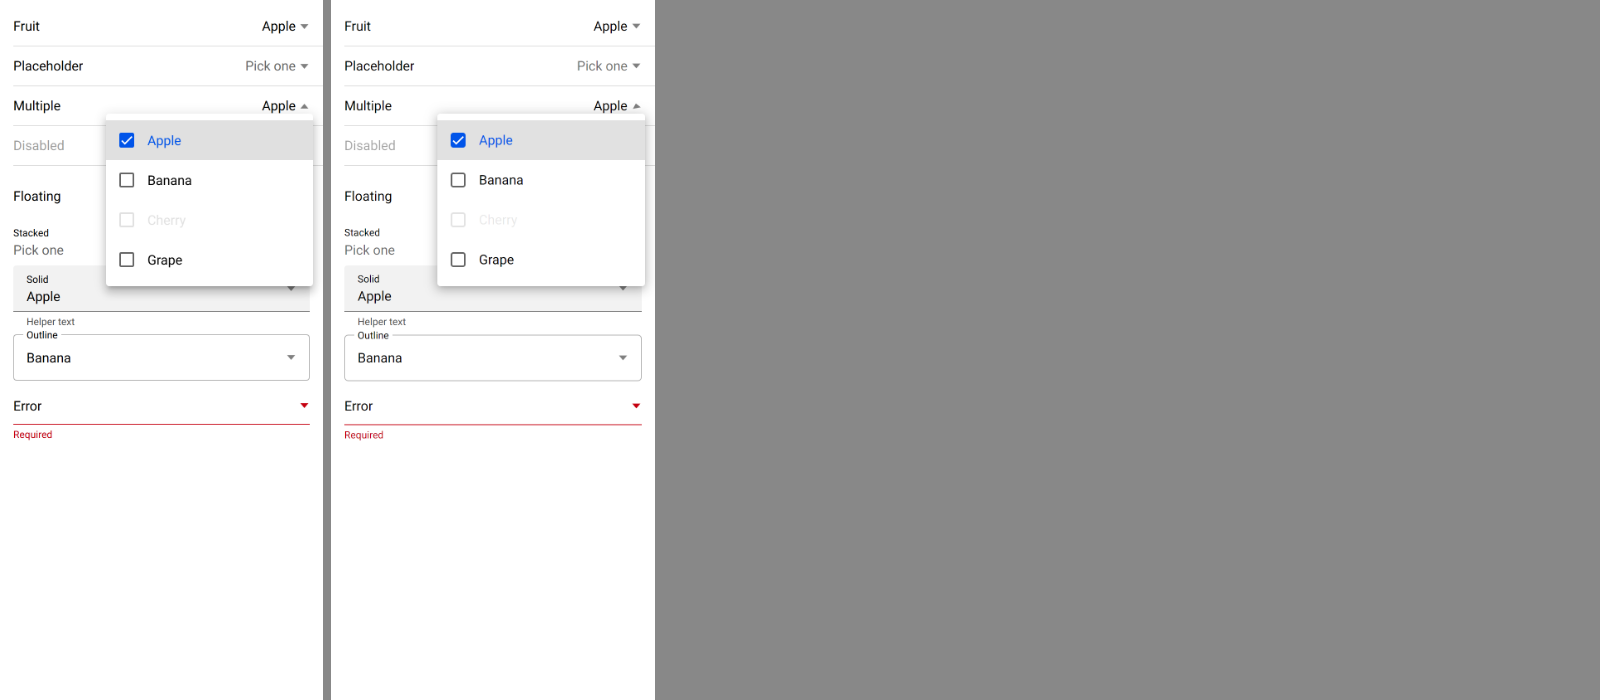 Fruit Apple
Placeholder Pick one
Multiple Apple
Apple
Disabled
Banana
Floating
Cherry
Stacked
Pick one
Grape
Solid
Apple
Helper text
Outline
Banana
Error
Required
Fruit Apple
Placeholder Pick one
Multiple Apple
Apple
Disabled
Banana
Floating
Cherry
Stacked
Pick one
Grape
Solid
Apple
Helper text
Outline
Banana
Error
Required